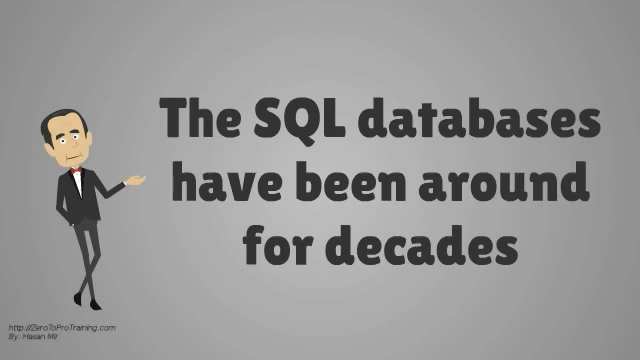 The SQL databases
have been around
for decades
http://ZeroToProTraining.com
By: Hasan Mir